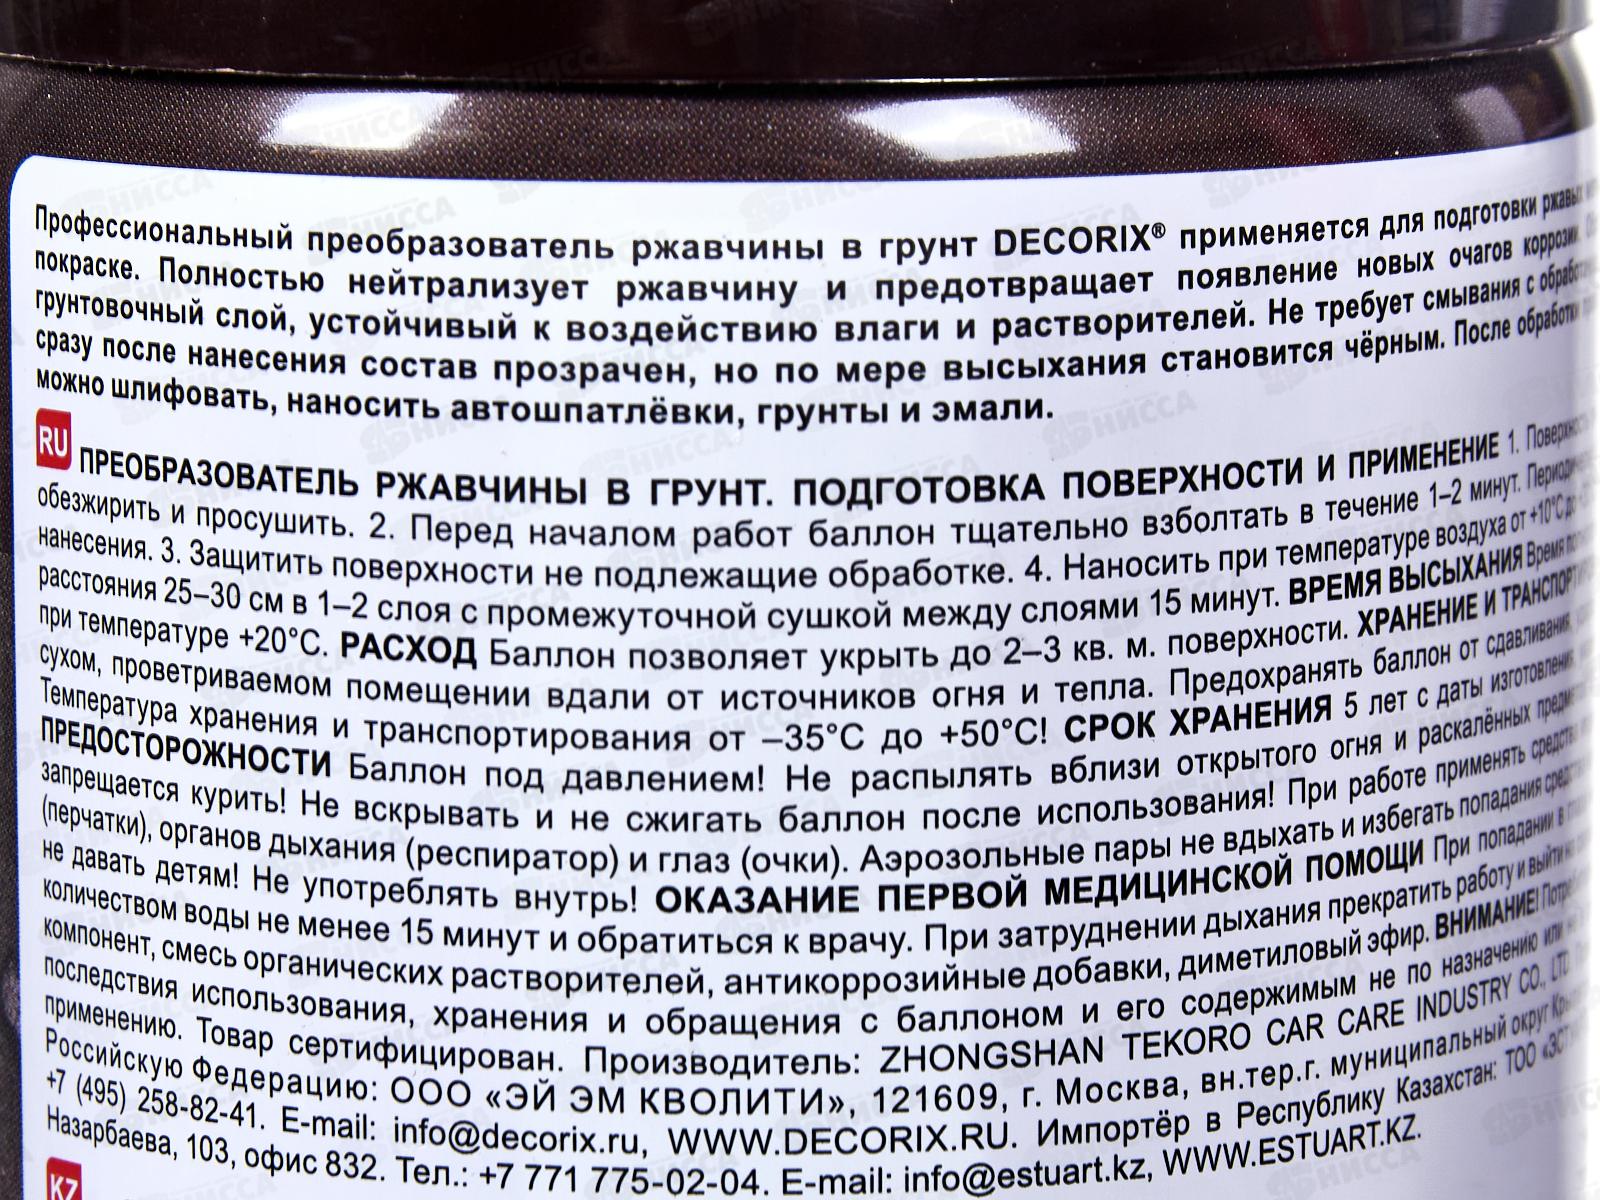 Профессиональный преобразователь ржавчины в грунт DECORIX® применяется для подготовки ржавых
покраске. Полностью нейтрализует ржавчину и предотвращает появление новых очагов коррозии.
грунтовочный слой, устойчивый к воздействию влаги и растворителей. Не требует смывания с
сразу после нанесения состав прозрачен, но по мере высыхания становится чёрным. После обработки
можно шлифовать, наносить автошпатлёвки, грунты и эмали.
RU ПРЕОБРАЗОВАТЕЛЬ РЖАВЧИНЫ В ГРУНТ. ПОДГОТОВКА ПОВЕРХНОСТИ И ПРИМЕНЕНИЕ 1. Поверхность
обезжирить и просушить. 2. Перед началом работ баллон тщательно взболтать в течение 1–2 минут.
нанесения. 3. Защитить поверхности не подлежащие обработке. 4. Наносить при температуре воздуха от +10°C до
расстояния 25–30 см в 1–2 слоя с промежуточной сушкой между слоями 15 минут. ВРЕМЯ ВЫСЫХАНИЯ Время
при температуре +20°C. РАСХОД Баллон позволяет укрыть до 2–3 кв. м. поверхности. ХРАНЕНИЕ И
сухом, проветриваемом помещении вдали от источников огня и тепла. Предохранять баллон от сдавливания,
Температура хранения и транспортирования от –35°C до +50°C! СРОК ХРАНЕНИЯ 5 лет с даты изготовления.
ПРЕДОСТОРОЖНОСТИ Баллон под давлением! Не распылять вблизи открытого огня и раскалённых
запрещается курить! Не вскрывать и не сжигать баллон после использования! При работе применять средства
(перчатки), органов дыхания (респиратор) и глаз (очки). Аэрозольные пары не вдыхать и избегать попадания
не давать детям! Не употреблять внутрь! ОКАЗАНИЕ ПЕРВОЙ МЕДИЦИНСКОЙ ПОМОЩИ При попадании в
количеством воды не менее 15 минут и обратиться к врачу. При затруднении дыхания прекратить работу и выйти
компонент, смесь органических растворителей, антикоррозийные добавки, диметиловый эфир. ВНИМАНИЕ!
последствия использования, хранения и обращения с баллоном и его содержимым не по назначению или
применению. Товар сертифицирован. Производитель: ZHONGSHAN TEKORO CAR CARE INDUSTRY CO., LTD
Российскую Федерацию: ООО «ЭЙ ЭМ КВОЛИТИ», 121609, г. Москва, вн.тер.г. муниципальный округ
+7 (495) 258-82-41. E-mail: info@decorix.ru, WWW.DECORIX.RU. Импортёр в Республику Казахстан: ТОО
Назарбаева, 103, офис 832. Тел.: +7 771 775-02-04. E-mail: info@estuart.kz, WWW.ESTUART.KZ.
KZ